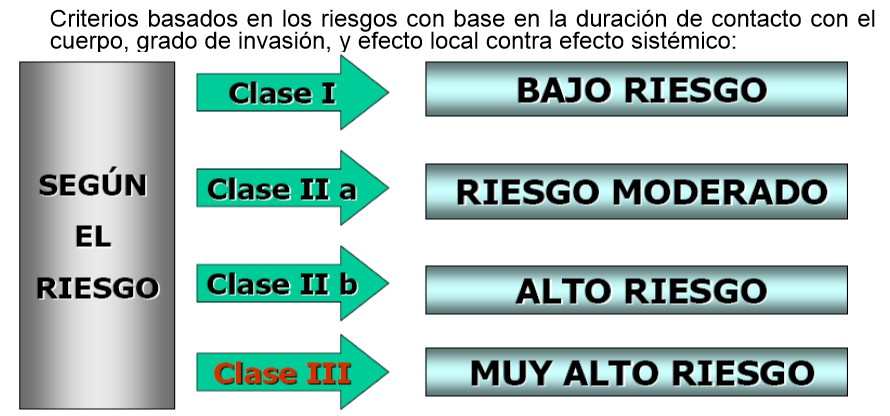 Criterios basados en los riesgos con base en la duración de contacto con el
cuerpo, grado de invasión, y efecto local contra efecto sistémico:
SEGÚN
EL
RIESGO
Clase I
BAJO RIESGO
Clase II a
RIESGO MODERADO
Clase II b
ALTO RIESGO
Clase III
MUY ALTO RIESGO